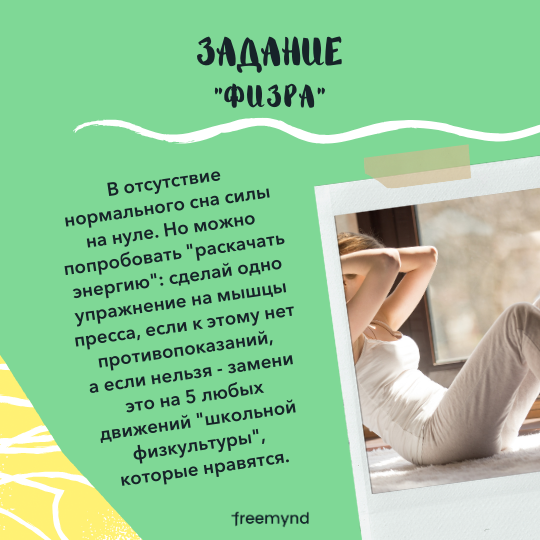 ЗАДАНИЕ
"ФИЗРА"
В отсутствие
нормального сна силы
на нуле. Но можно
попробовать "раскачать
энергию": сделай одно
упражнение на мышцы
пресса, если к этому нет
противопоказаний,
а если нельзя - замени
это на 5 любых
движений "школьной
физкультуры",
которые нравятся.
freemynd